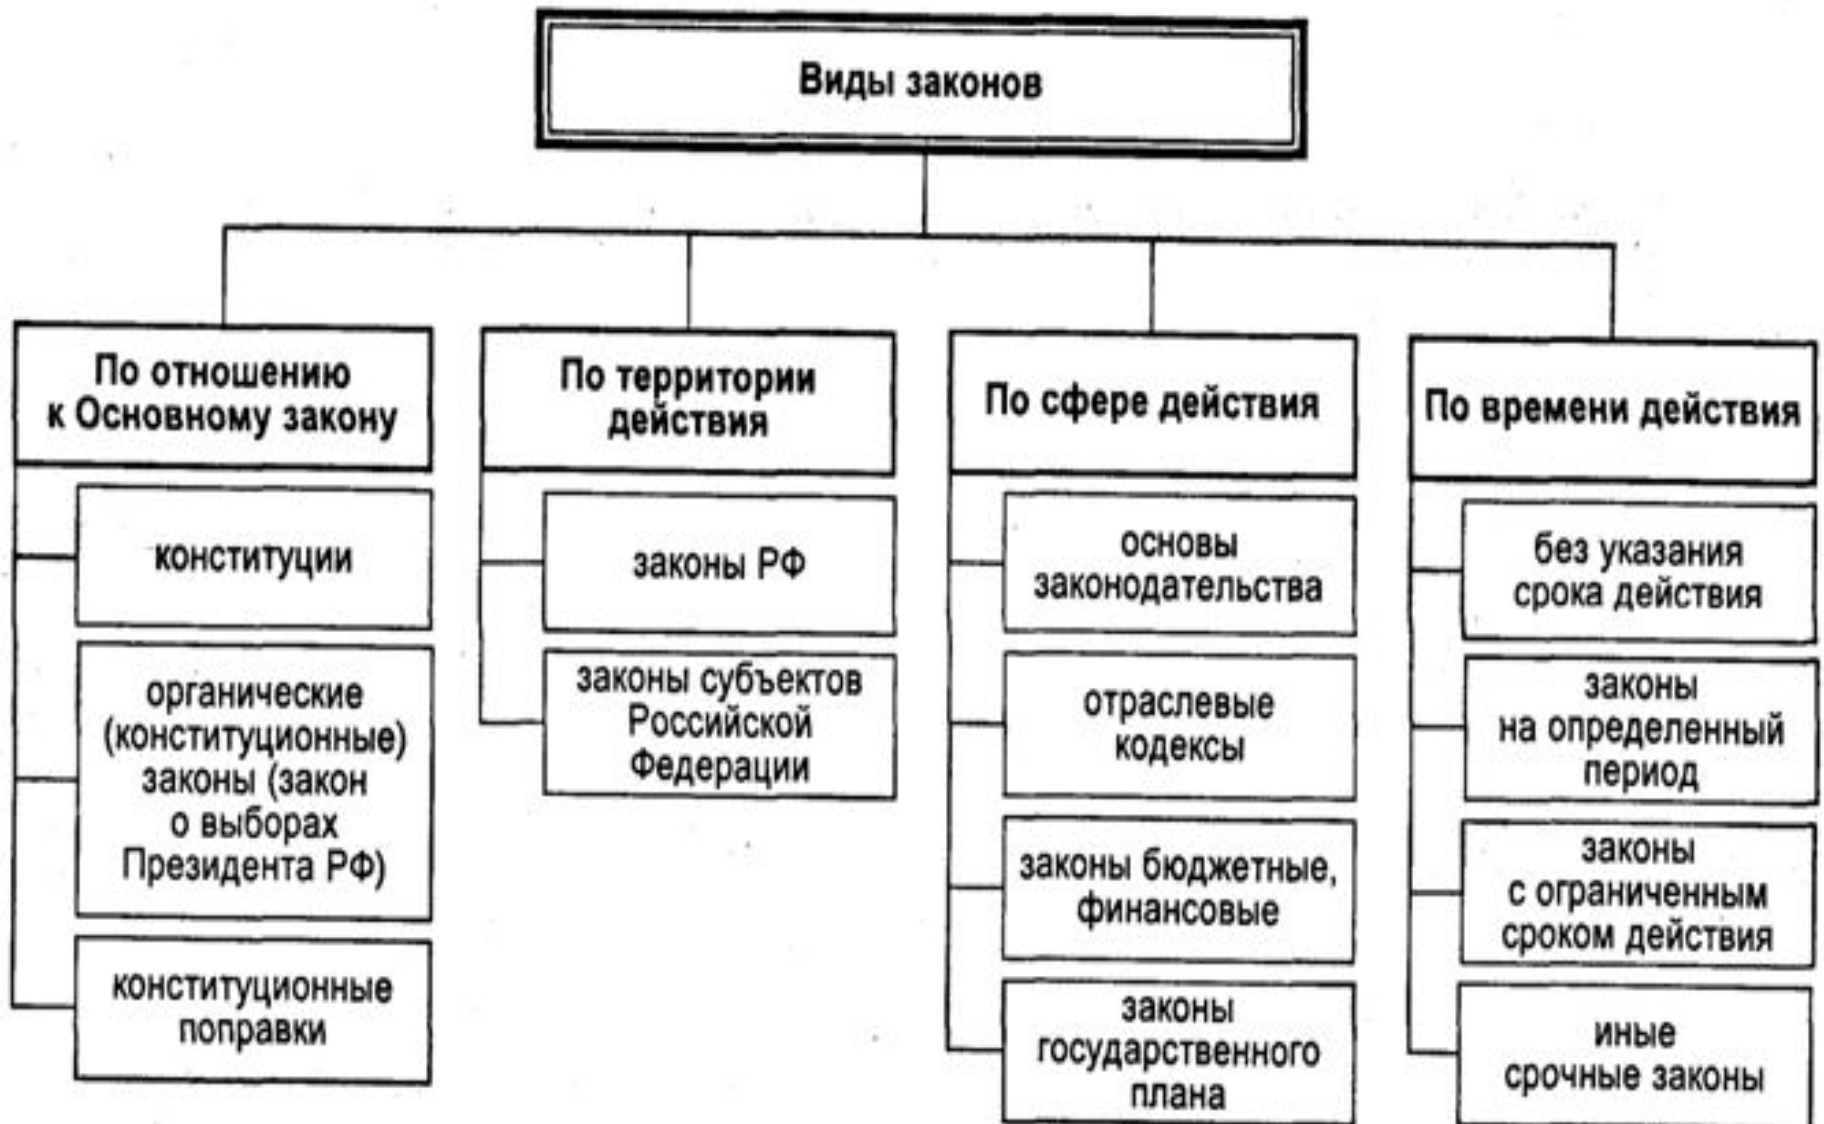 Виды законов
По отношению
к Основному закону
конституции
органические
(конституционные)
законы (закон
о выборах
Президента РФ)
конституционные
поправки
По территории
действия
законы РФ
законы субъектов
Российской
Федерации
По сфере действия
основы
законодательства
отраслевые
кодексы
законы бюджетные,
финансовые
законы
государственного
плана
По времени действия
без указания
срока действия
законы
на определенный
период
законы
с ограниченным
сроком действия
иные
срочные законы